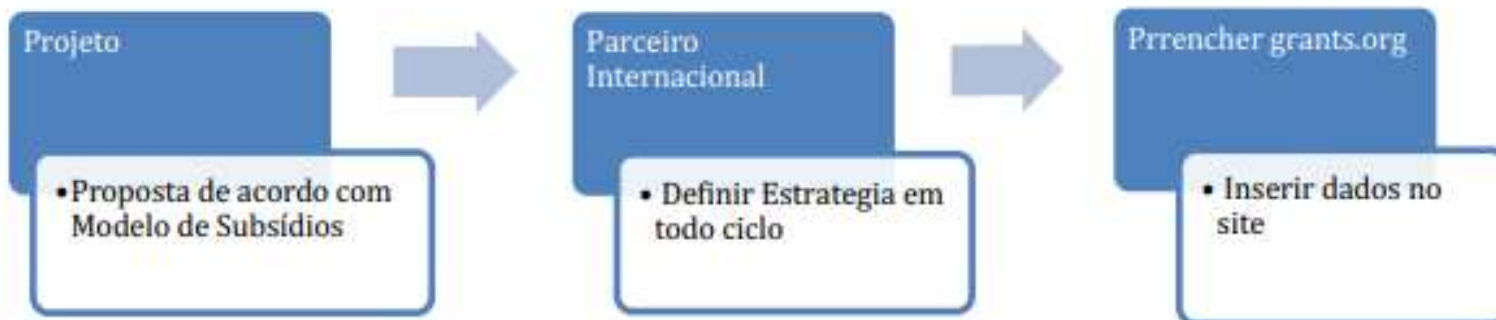 Projeto
•Proposta de acordo com
Modelo de Subsídios
Parceiro
Internacional
• Definir Estrategia em
todo ciclo
Prrencher grants.org
• Inserir dados no
site